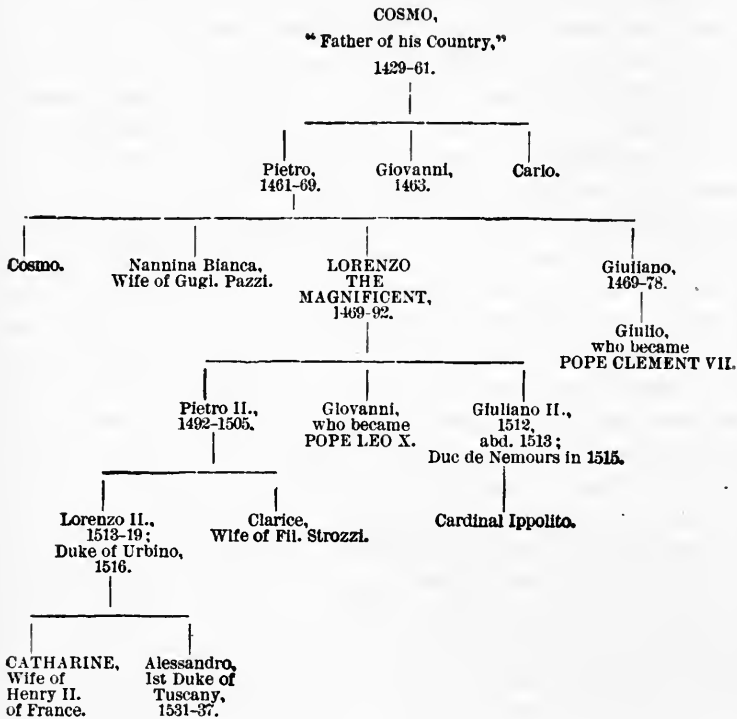 COSMO,
“ Father of his Country,”
1429-61.
Pietro,
1461-69.
Giovanni,
1463.
Carlo.
Cosmo.
Nannina Bianca,
Wife of Gugl. Pazzi.
LORENZO
THE
MAGNIFICENT,
1469-92.
Giuliano,
1469-78.
Giulio,
who became
POPE CLEMENT VII.
Pietro II.,
1492-1505.
Giovanni,
who became
POPE LEO X.
Giuliano II.,
1512,
abd. 1513 ;
Duc de Nemours in 1515.
Lorenzo II.,
1513-19 ;
Duke of Urbino,
1516.
Clarice,
Wife of Fil. Strozzi.
Cardinal Ippolito.
CATHARINE,
Wife of
Henry II.
of France.
Alessandro,
1st Duke of
Tuscany,
1531-37.